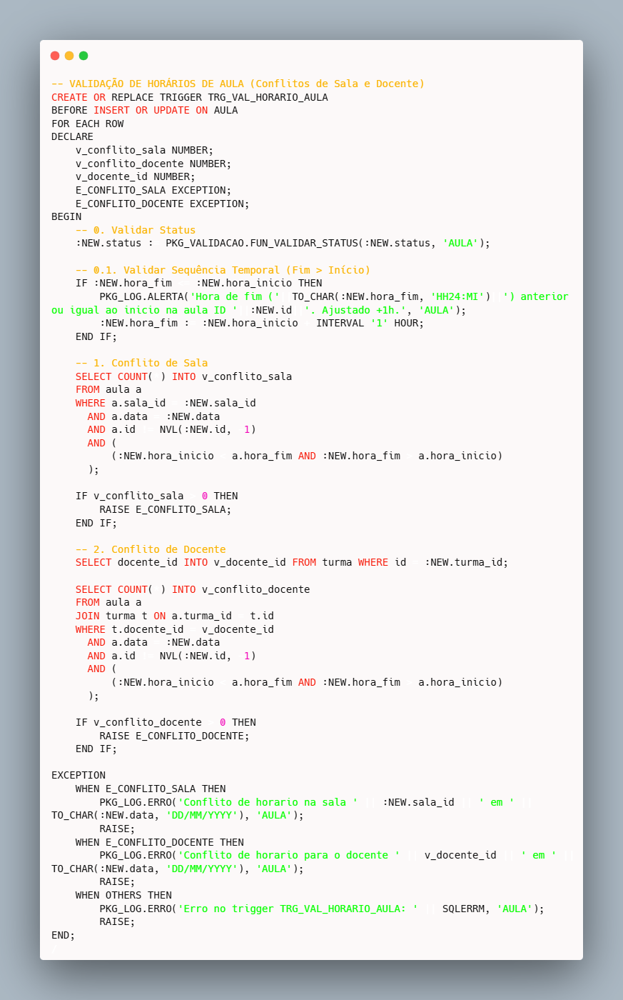 -- VALIDAÇÃO DE HORÁRIOS DE AULA (Conflitos de Sala e Docente)
CREATE OR REPLACE TRIGGER TRG_VAL_HORARIO_AULA
BEFORE INSERT OR UPDATE ON AULA
FOR EACH ROW
DECLARE
    v_conflito_sala NUMBER;
    v_conflito_docente NUMBER;
    v_docente_id NUMBER;
    E_CONFLITO_SALA EXCEPTION;
    E_CONFLITO_DOCENTE EXCEPTION;
BEGIN
    -- 0. Validar Status
    :NEW.status := PKG_VALIDACAO.FUN_VALIDAR_STATUS(:NEW.status, 'AULA');
    -- 0.1. Validar Sequência Temporal (Fim > Início)
    IF :NEW.hora_fim <= :NEW.hora_inicio THEN
        PKG_LOG.ALERTA('Hora de fim ('||TO_CHAR(:NEW.hora_fim, 'HH24:MI')||') anterior
ou igual ao inicio na aula ID '||:NEW.id||'. Ajustado +1h.', 'AULA');
        :NEW.hora_fim := :NEW.hora_inicio + INTERVAL '1' HOUR;
    END IF;
    -- 1. Conflito de Sala
    SELECT COUNT(*) INTO v_conflito_sala
    FROM aula a
    WHERE a.sala_id = :NEW.sala_id
      AND a.data = :NEW.data
      AND a.id != NVL(:NEW.id, -1)
      AND (
          (:NEW.hora_inicio < a.hora_fim AND :NEW.hora_fim > a.hora_inicio)
      );
    IF v_conflito_sala > 0 THEN
        RAISE E_CONFLITO_SALA;
    END IF;
    -- 2. Conflito de Docente
    SELECT docente_id INTO v_docente_id FROM turma WHERE id = :NEW.turma_id;
    SELECT COUNT(*) INTO v_conflito_docente
    FROM aula a
    JOIN turma t ON a.turma_id = t.id
    WHERE t.docente_id = v_docente_id
      AND a.data = :NEW.data
      AND a.id != NVL(:NEW.id, -1)
      AND (
          (:NEW.hora_inicio < a.hora_fim AND :NEW.hora_fim > a.hora_inicio)
      );
    IF v_conflito_docente > 0 THEN
        RAISE E_CONFLITO_DOCENTE;
    END IF;
EXCEPTION
    WHEN E_CONFLITO_SALA THEN
        PKG_LOG.ERRO('Conflito de horario na sala ' || :NEW.sala_id || ' em ' ||
TO_CHAR(:NEW.data, 'DD/MM/YYYY'), 'AULA');
        RAISE;
    WHEN E_CONFLITO_DOCENTE THEN
        PKG_LOG.ERRO('Conflito de horario para o docente ' || v_docente_id || ' em ' ||
TO_CHAR(:NEW.data, 'DD/MM/YYYY'), 'AULA');
        RAISE;
    WHEN OTHERS THEN
        PKG_LOG.ERRO('Erro no trigger TRG_VAL_HORARIO_AULA: ' || SQLERRM, 'AULA');
        RAISE;
END;
/